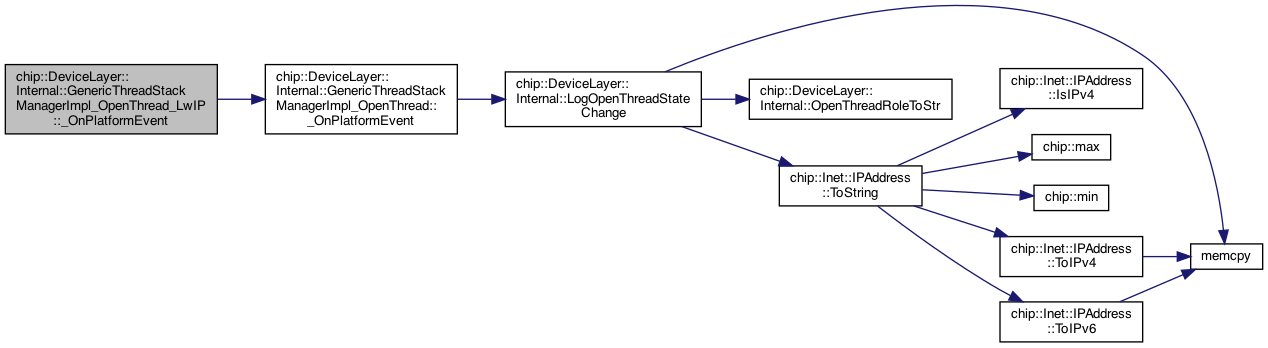 chip::DeviceLayer::
Internal::GenericThreadStack
ManagerImpl_OpenThread_LwIP
::_OnPlatformEvent
chip::DeviceLayer::
Internal::GenericThreadStack
ManagerImpl_OpenThread::
_OnPlatformEvent
chip::DeviceLayer::
Internal::LogOpenThreadState
Change
chip::DeviceLayer::
Internal::OpenThreadRoleToStr
chip::Inet::IPAddress
::ToString
chip::Inet::IPAddress
::IsIPv4
chip::max
chip::min
chip::Inet::IPAddress
::ToIPv4
chip::Inet::IPAddress
::ToIPv6
memcpy